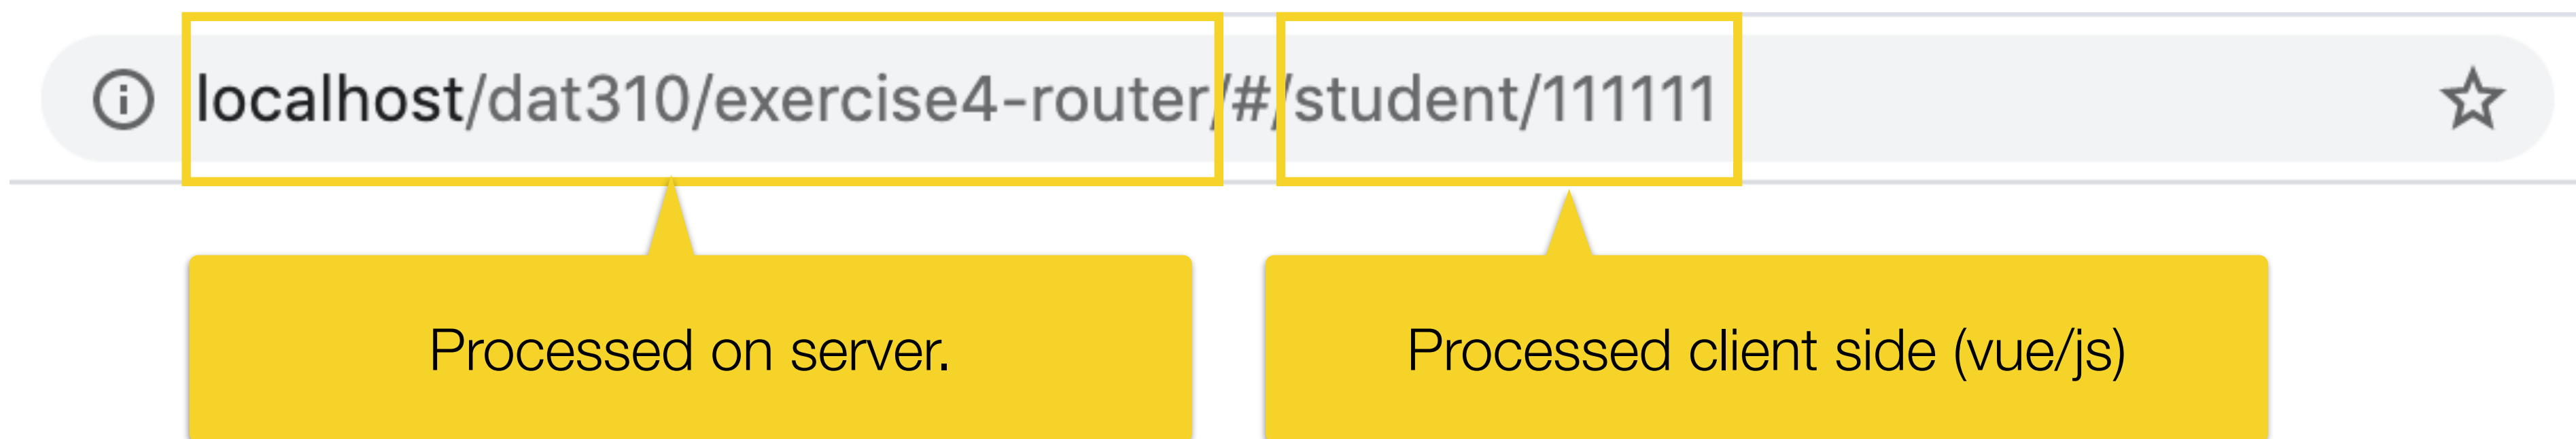 localhost/dat310/exercise4-router/#/student/111111
Processed on server.
Processed client side (vue/js)